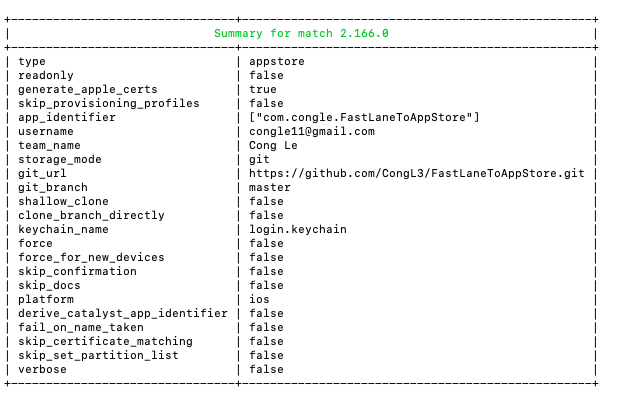 +--------------------------------+--------------------------------------------------+
| Summary for match 2.166.0 |
+--------------------------------+--------------------------------------------------+
| type | appstore |
| readonly | false |
| generate_apple_certs | true |
| skip_provisioning_profiles | false |
| app_identifier | ["com.congle.FastLaneToAppStore"] |
| username | congle11@gmail.com |
| team_name | Cong Le |
| storage_mode | git |
| git_url | https://github.com/CongL3/FastLaneToAppStore.git |
| git_branch | master |
| shallow_clone | false |
| clone_branch_directly | false |
| keychain_name | login.keychain |
| force | false |
| force_for_new_devices | false |
| skip_confirmation | false |
| skip_docs | false |
| platform | ios |
| derive_catalyst_app_identifier | false |
| fail_on_name_taken | false |
| skip_certificate_matching | false |
| skip_set_partition_list | false |
| verbose | false |
+--------------------------------+--------------------------------------------------+